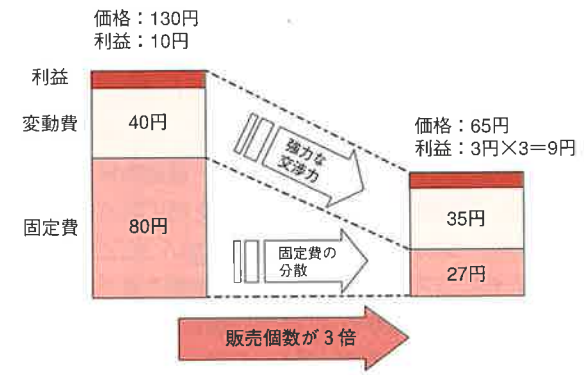 価格：130円
利益：10円
利益
変動費
40円
固定費
80円
強力な
交渉力
固定費の
分散
価格：65円
利益：3円×3＝9円
35円
27円
販売個数が3倍